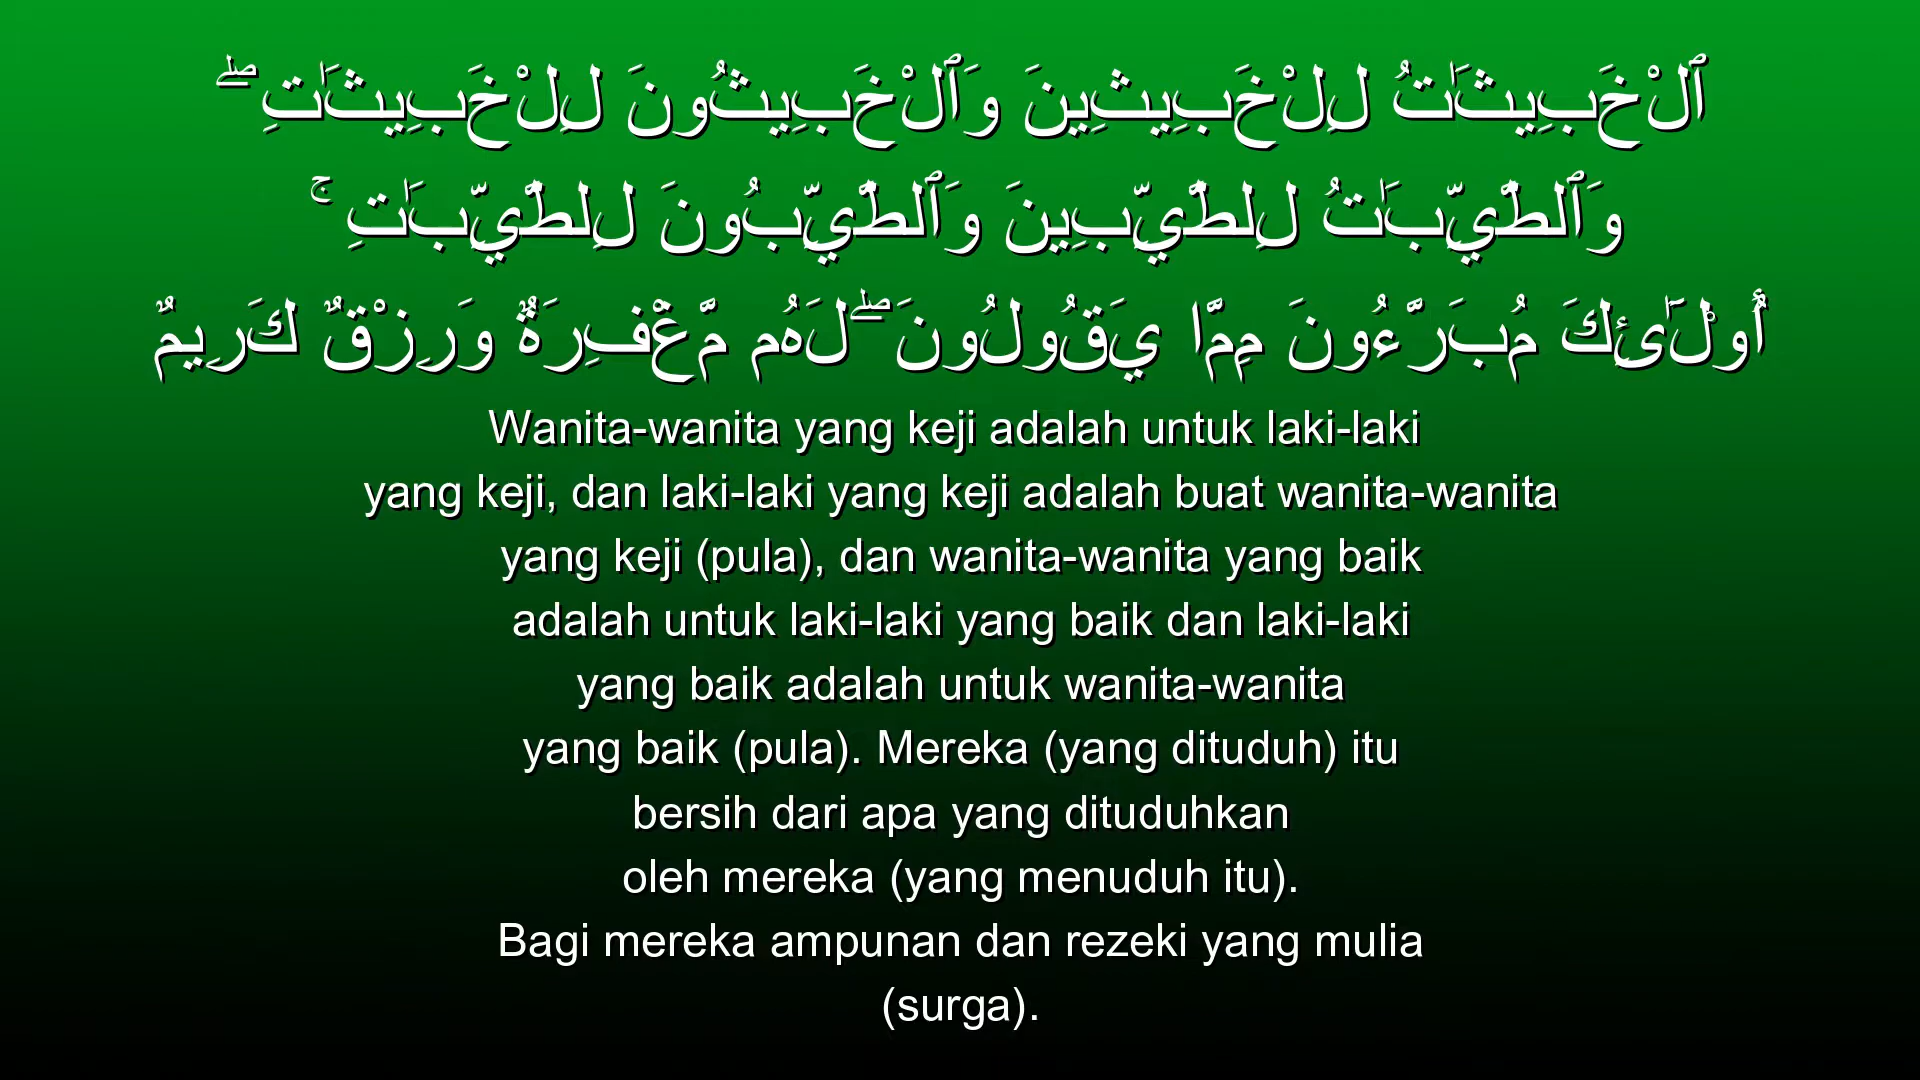 ٱلْخَبِيثَٰتُ لِلْخَبِيثِينَ وَٱلْخَبِيثُونَ لِلْخَبِيثَٰتِ ۖ
وَٱلطَّيِّبَٰتُ لِلطَّيِّبِينَ وَٱلطَّيِّبُونَ لِلطَّيِّبَٰتِ ۚ
أُو۟لَٰٓئِكَ مُبَرَّءُونَ مِمَّا يَقُولُونَ ۖ لَهُم مَّغْفِرَةٌ وَرِزْقٌ كَرِيمٌ
Wanita-wanita yang keji adalah untuk laki-laki
yang keji, dan laki-laki yang keji adalah buat wanita-wanita
yang keji (pula), dan wanita-wanita yang baik
adalah untuk laki-laki yang baik dan laki-laki
yang baik adalah untuk wanita-wanita
yang baik (pula). Mereka (yang dituduh) itu
bersih dari apa yang dituduhkan
oleh mereka (yang menuduh itu).
Bagi mereka ampunan dan rezeki yang mulia
(surga).